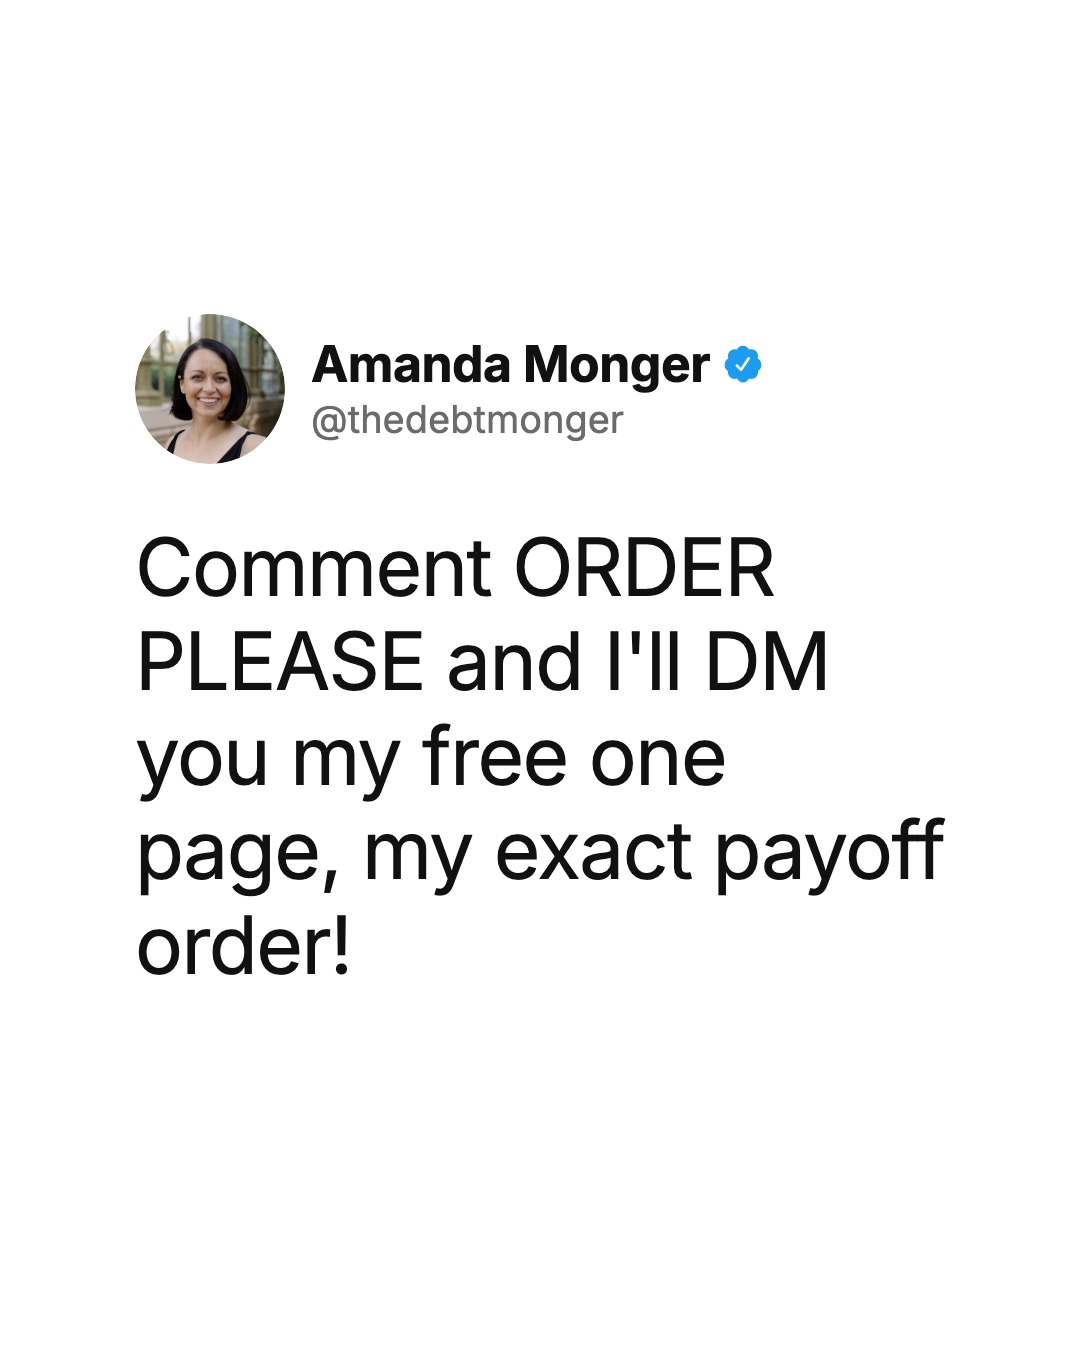 Amanda Monger
@thedebtmonger
Comment ORDER
PLEASE and I'll DM
you my free one
page, my exact payoff
order!